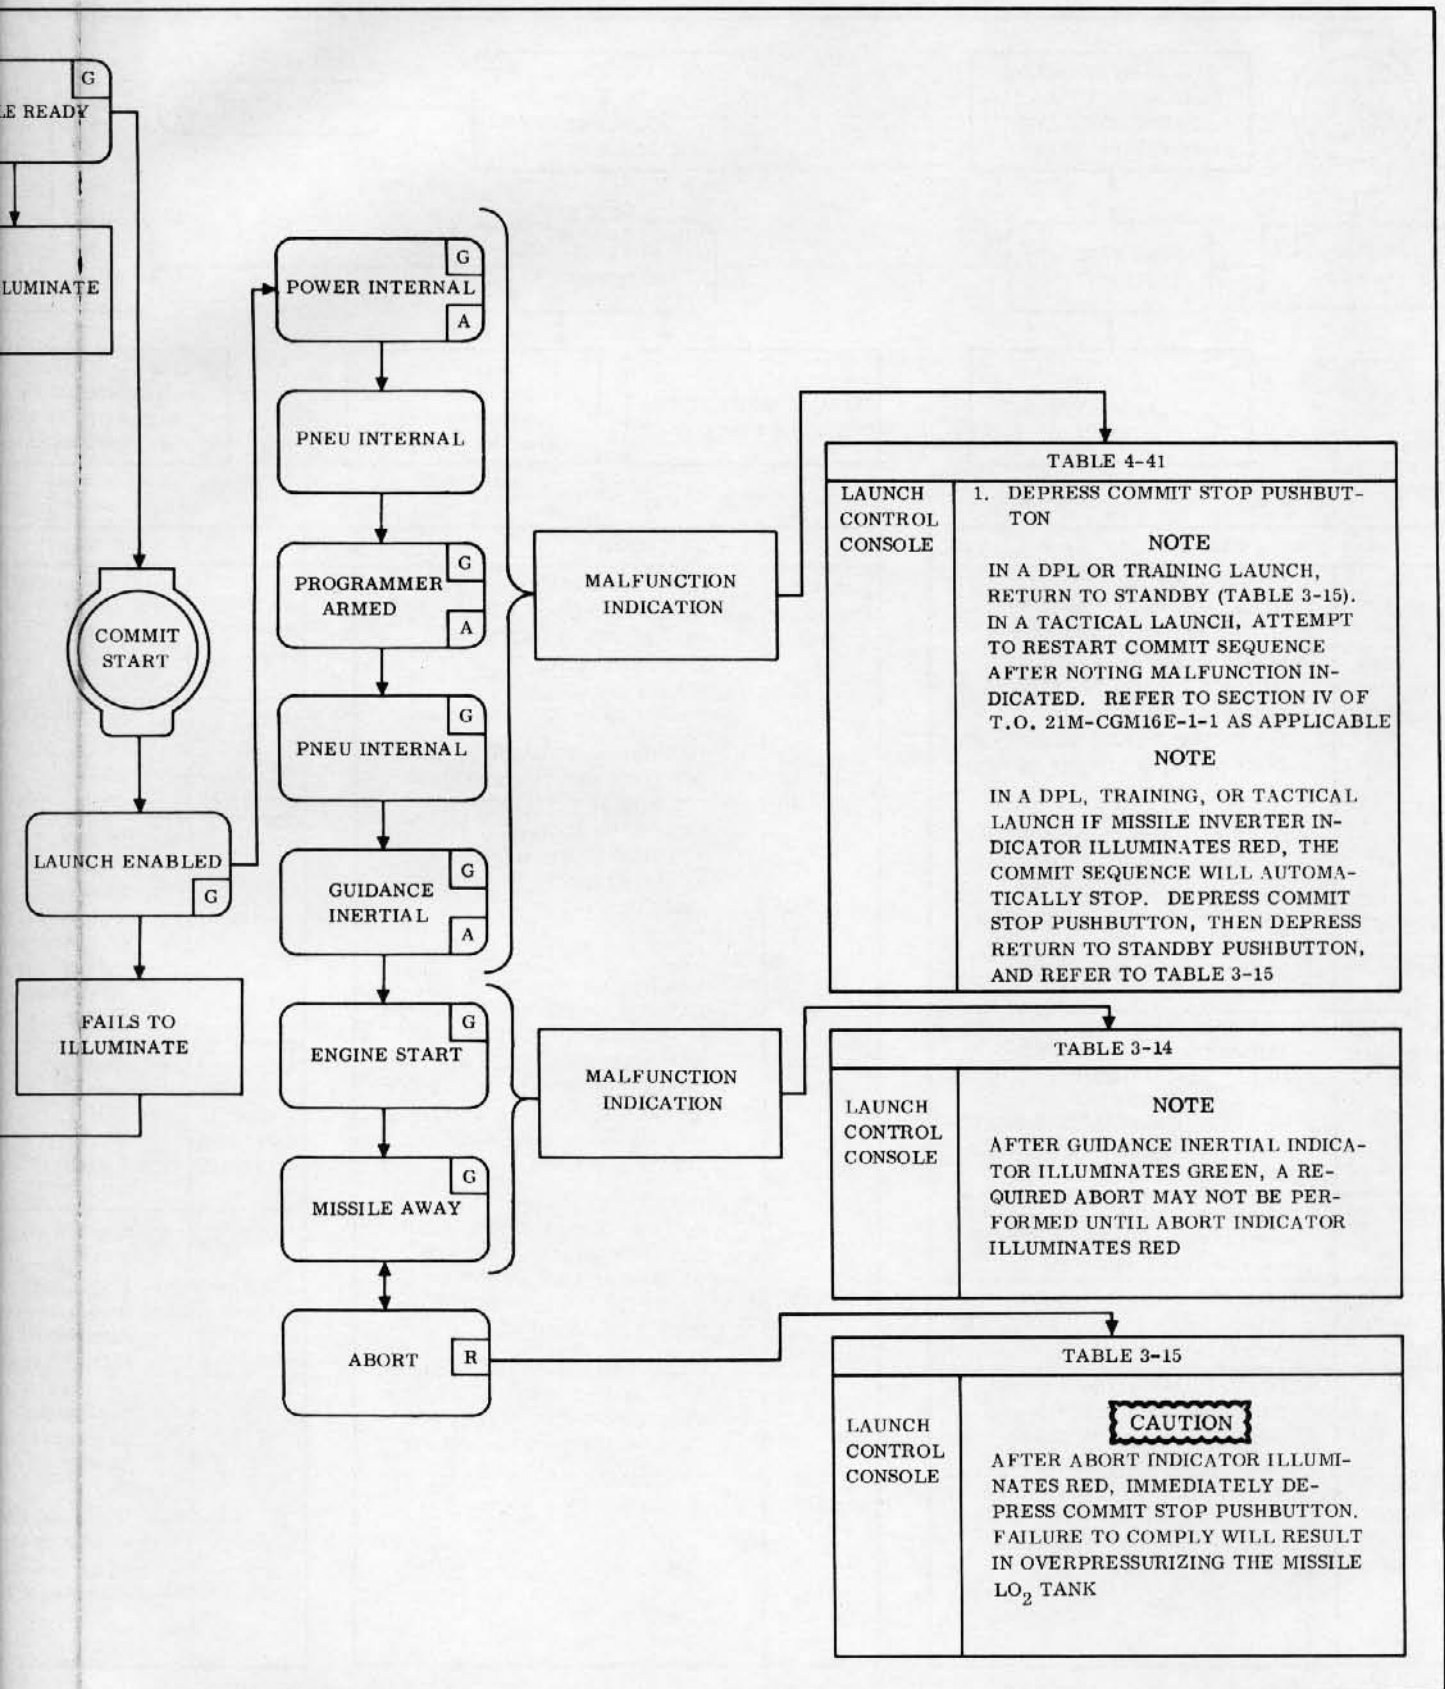 G
LE READY
LUMINATE
COMMIT
START
LAUNCH ENABLED
G
FAILS TO
ILLUMINATE
G
POWER INTERNAL
A
PNEU INTERNAL
G
PROGRAMMER
ARMED
A
G
PNEU INTERNAL
G
GUIDANCE
INERTIAL
A
G
ENGINE START
G
MISSILE AWAY
ABORT
R
MALFUNCTION
INDICATION
MALFUNCTION
INDICATION
TABLE 4-41
LAUNCH
CONTROL
CONSOLE
1. DEPRESS COMMIT STOP PUSHBUT-
TON
NOTE
IN A DPL OR TRAINING LAUNCH,
RETURN TO STANDBY (TABLE 3-15).
IN A TACTICAL LAUNCH, ATTEMPT
TO RESTART COMMIT SEQUENCE
AFTER NOTING MALFUNCTION IN-
DICATED. REFER TO SECTION IV OF
T.O. 21M-CGM16E-1-1 AS APPLICABLE
NOTE
IN A DPL, TRAINING, OR TACTICAL
LAUNCH IF MISSILE INVERTER IN-
DICATOR ILLUMINATES RED, THE
COMMIT SEQUENCE WILL AUTOMA-
TICALLY STOP. DEPRESS COMMIT
STOP PUSHBUTTON, THEN DEPRESS
RETURN TO STANDBY PUSHBUTTON,
AND REFER TO TABLE 3-15
TABLE 3-14
LAUNCH
CONTROL
CONSOLE
NOTE
AFTER GUIDANCE INERTIAL INDICA-
TOR ILLUMINATES GREEN, A RE-
QUIRED ABORT MAY NOT BE PER-
FORMED UNTIL ABORT INDICATOR
ILLUMINATES RED
TABLE 3-15
LAUNCH
CONTROL
CONSOLE
CAUTION
AFTER ABORT INDICATOR ILLUMI-
NATES RED, IMMEDIATELY DE-
PRESS COMMIT STOP PUSHBUTTON.
FAILURE TO COMPLY WILL RESULT
IN OVERPRESSURIZING THE MISSILE
LO₂ TANK